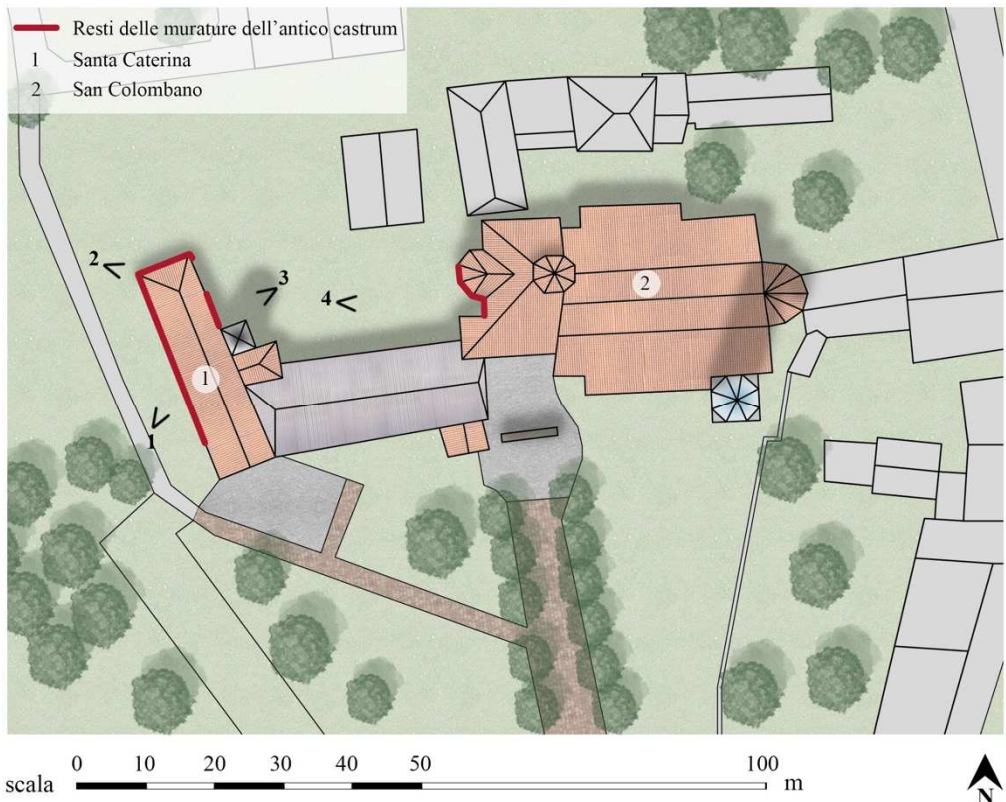 Resti delle murature dell'antico castrum
1 Santa Caterina
2 San Colombano
2
3
4
2
1
1
scala 0 10 20 30 40 50 100 m
N